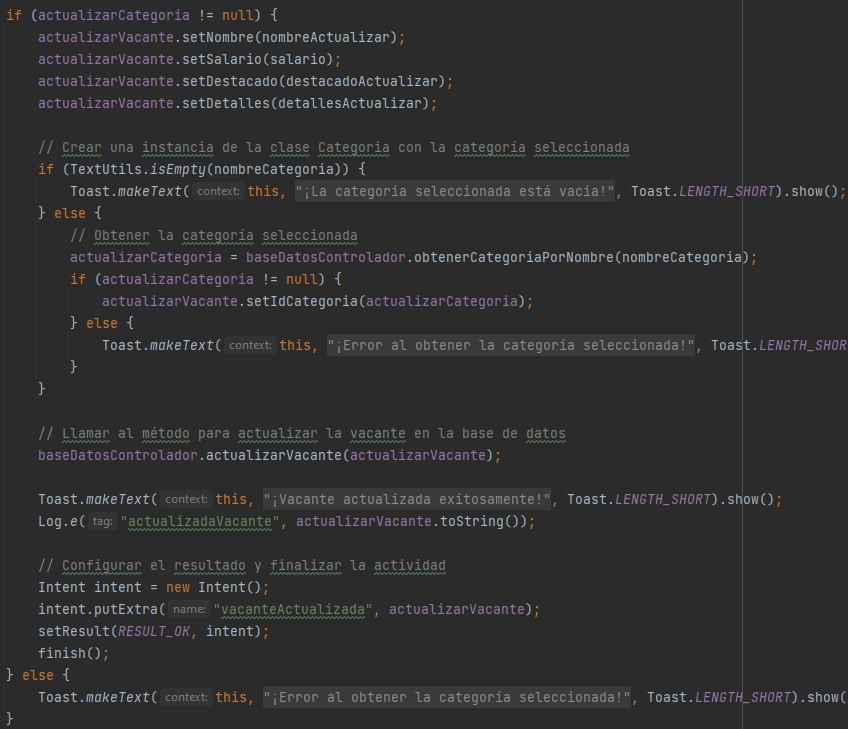 if (actualizarCategoria != null) {
    actualizarVacante.setNombre(nombreActualizar);
    actualizarVacante.setSalario(salario);
    actualizarVacante.setDestacado(destacadoActualizar);
    actualizarVacante.setDetalles(detallesActualizar);

    // Crear una instancia de la clase Categoria con la categoría seleccionada
    if (TextUtils.isEmpty(nombreCategoria)) {
        Toast.makeText( context: this, "¡La categoría seleccionada está vacía!", Toast.LENGTH_SHORT).show();
    } else {
        // Obtener la categoría seleccionada
        actualizarCategoria = baseDatosControlador.obtenerCategoriaPorNombre(nombreCategoria);
        if (actualizarCategoria != null) {
            actualizarVacante.setIdCategoria(actualizarCategoria);
        } else {
            Toast.makeText( context: this, "¡Error al obtener la categoría seleccionada!", Toast.LENGTH_SHOR
        }
    }

    // Llamar al método para actualizar la vacante en la base de datos
    baseDatosControlador.actualizarVacante(actualizarVacante);

    Toast.makeText( context: this, "¡Vacante actualizada exitosamente!", Toast.LENGTH_SHORT).show();
    Log.e( tag: "actualizadaVacante", actualizarVacante.toString());

    // Configurar el resultado y finalizar la actividad
    Intent intent = new Intent();
    intent.putExtra( name: "vacanteActualizada", actualizarVacante);
    setResult(RESULT_OK, intent);
    finish();
} else {
    Toast.makeText( context: this, "¡Error al obtener la categoría seleccionada!", Toast.LENGTH_SHORT).show(
}